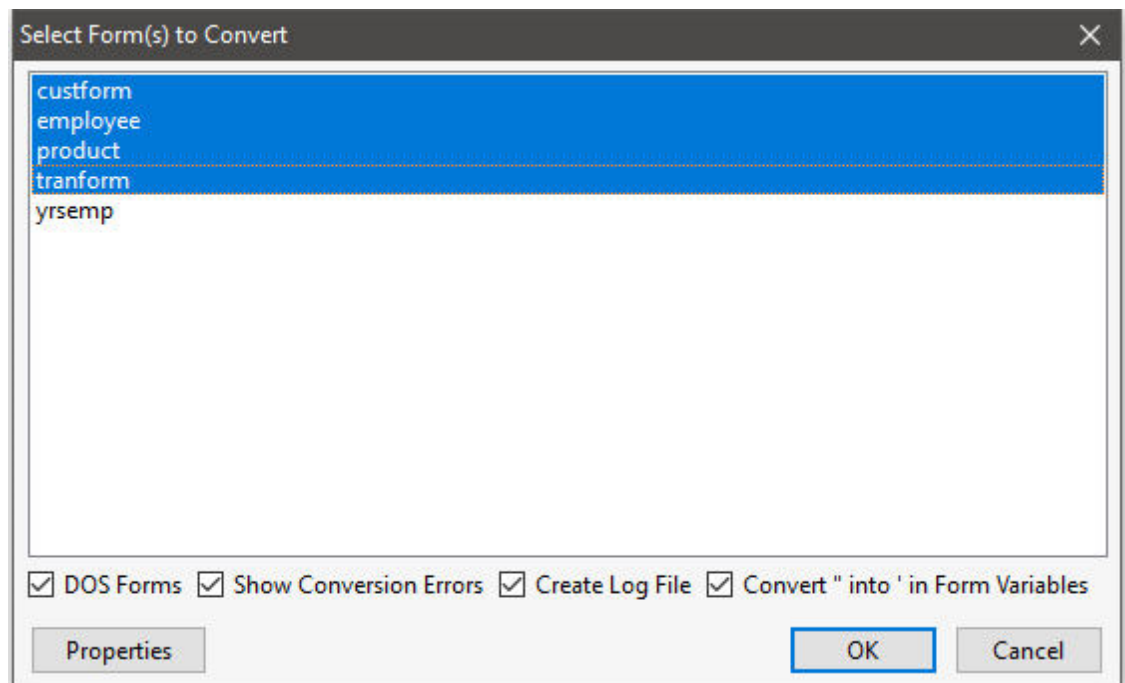 Select Form(s) to Convert
custform
employee
product
tranform
yrsemp
DOS Forms Show Conversion Errors Create Log File Convert " into ' in Form Variables
Properties OK Cancel